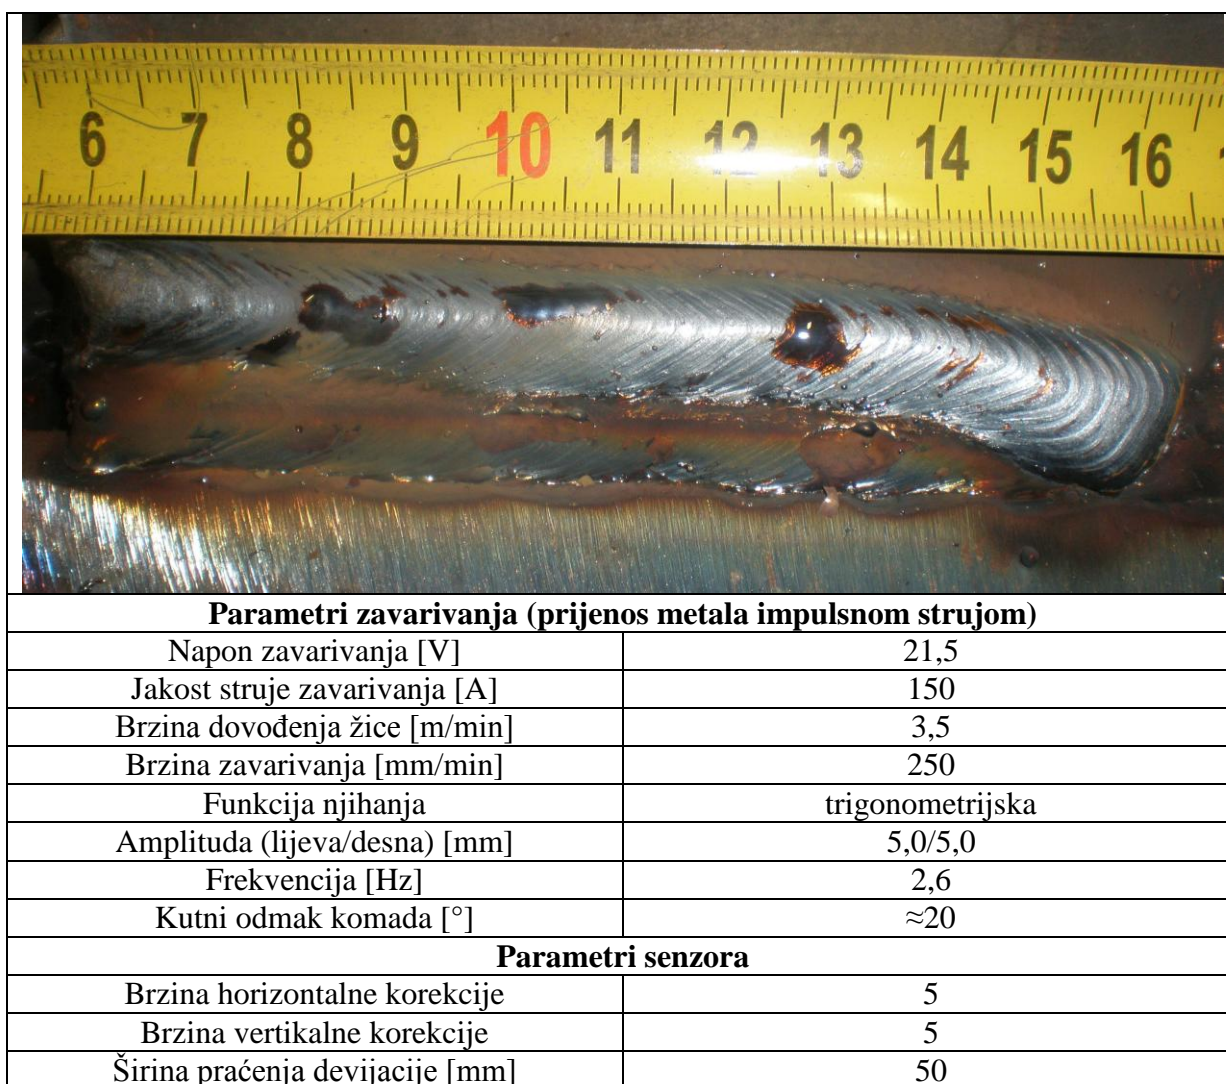 6 7 8 9 10 11 12 13 14 15 16
Parametri zavarivanja (prijenos metala impulsnom strujom)
Napon zavarivanja [V] 21,5
Jakost struje zavarivanja [A] 150
Brzina dovođenja žice [m/min] 3,5
Brzina zavarivanja [mm/min] 250
Funkcija njihanja trigonometrijska
Amplituda (lijeva/desna) [mm] 5,0/5,0
Frekvencija [Hz] 2,6
Kutni odmak komada [°] ≈20
Parametri senzora
Brzina horizontalne korekcije 5
Brzina vertikalne korekcije 5
Širina praćenja devijacije [mm] 50